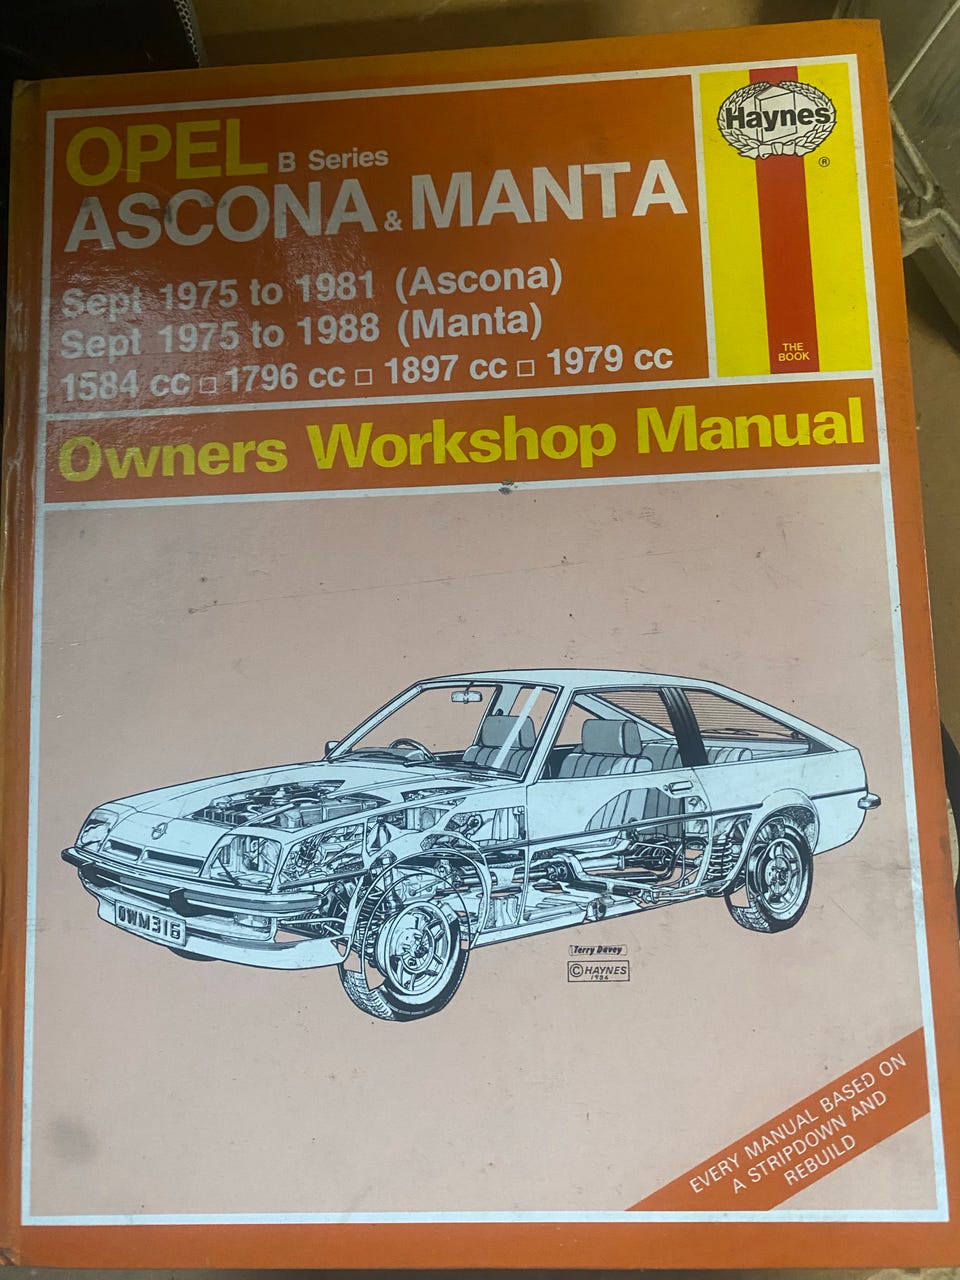 OPEL B Series
ASCONA & MANTA
Sept 1975 to 1981 (Ascona)
Sept 1975 to 1988 (Manta)
1584 cc □ 1796 cc □ 1897 cc □ 1979 cc
Haynes
®
THE
BOOK
Owners Workshop Manual
OWM316
Terry Davey
© HAYNES
1984
EVERY MANUAL BASED ON
A STRIPDOWN AND
REBUILD